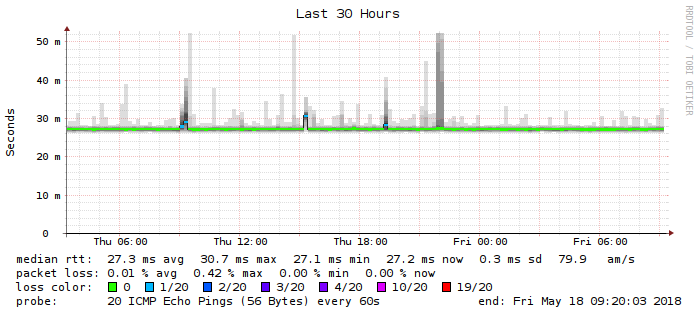 Last 30 Hours
RRDTOOL / TOBI OETIKER
Seconds
50 m
40 m
30 m
20 m
10 m
0
Thu 06:00 Thu 12:00 Thu 18:00 Fri 00:00 Fri 06:00
median rtt: 27.3 ms avg 30.7 ms max 27.1 ms min 27.2 ms now 0.3 ms sd 79.9 am/s
packet loss: 0.01 % avg 0.42 % max 0.00 % min 0.00 % now
loss color: 0 1/20 2/20 3/20 4/20 10/20 19/20
probe: 20 ICMP Echo Pings (56 Bytes) every 60s end: Fri May 18 09:20:03 2018